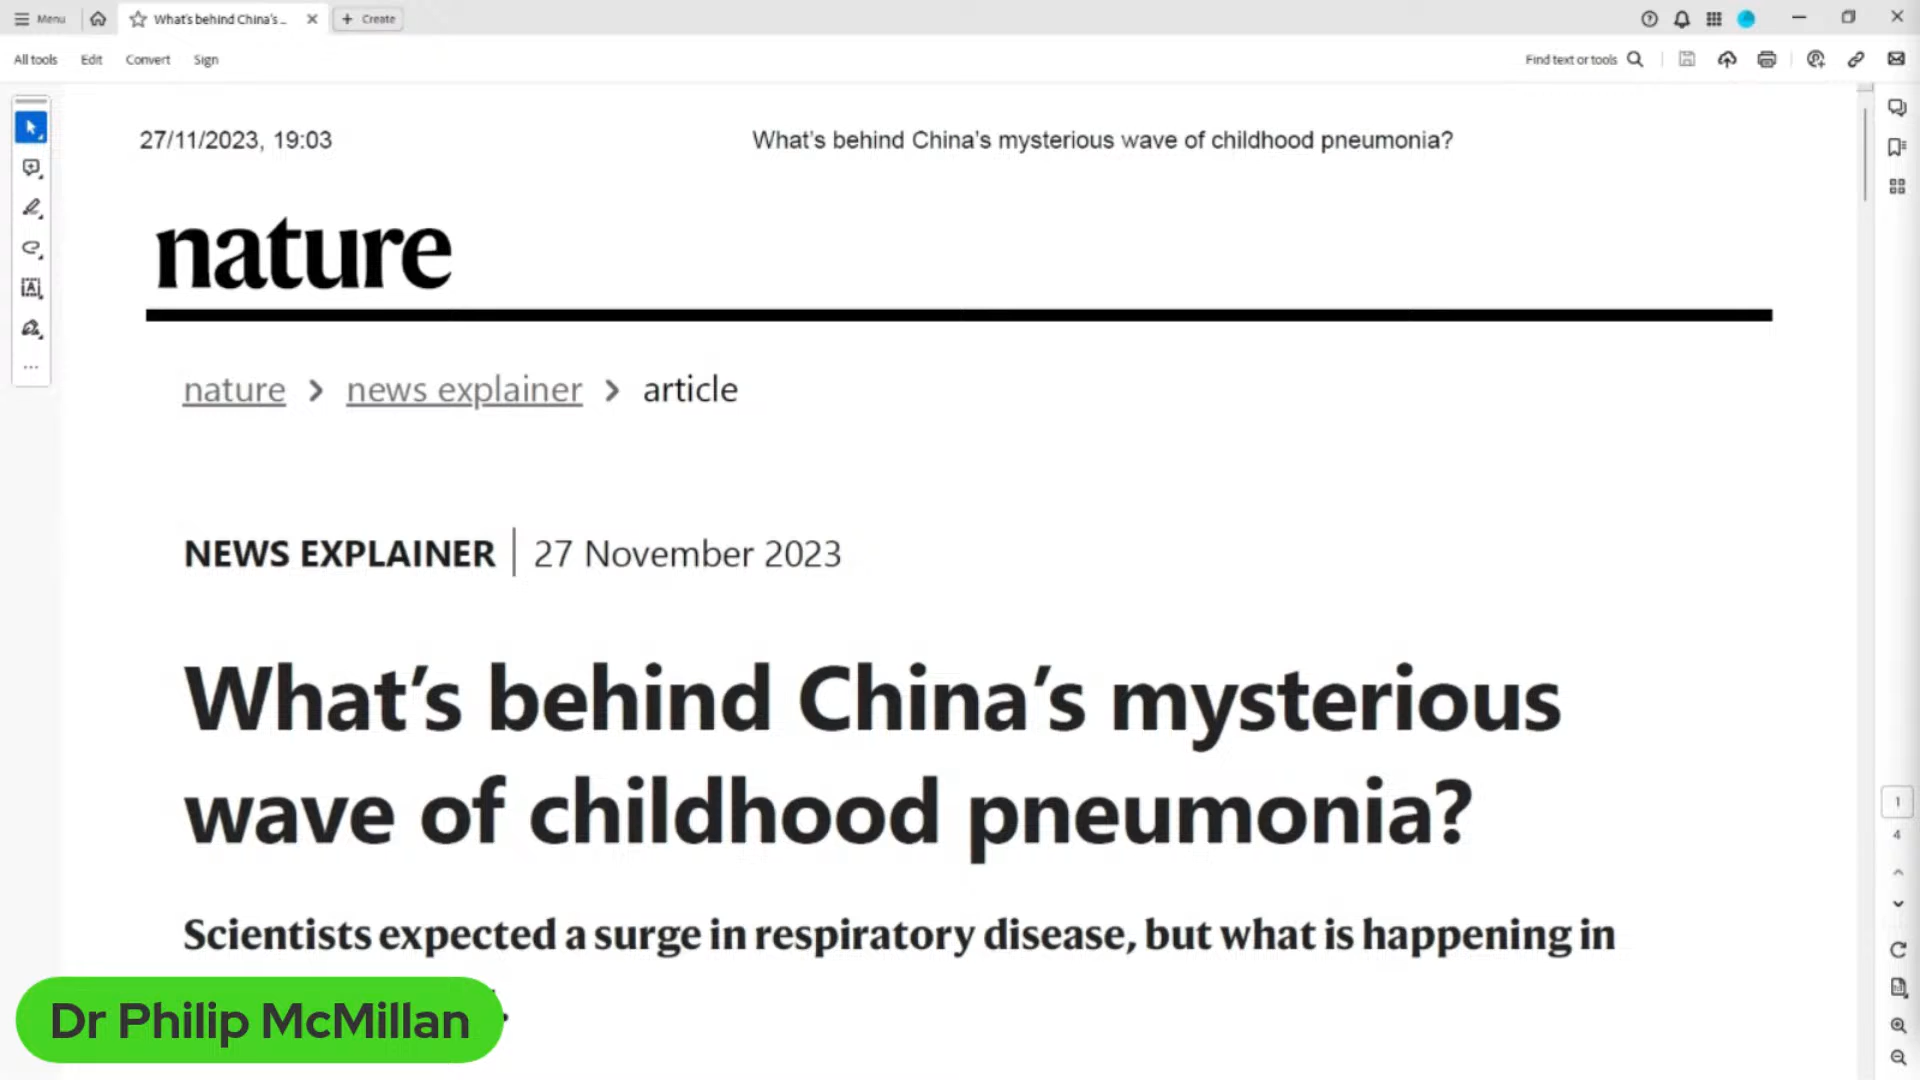 Menu
What's behind China's ...
Create
All tools
Edit
Convert
Sign
Find text or tools
27/11/2023, 19:03
What's behind China's mysterious wave of childhood pneumonia?
nature
nature > news explainer > article
NEWS EXPLAINER | 27 November 2023
What's behind China's mysterious
wave of childhood pneumonia?
Scientists expected a surge in respiratory disease, but what is happening in
Dr Philip McMillan
1
4